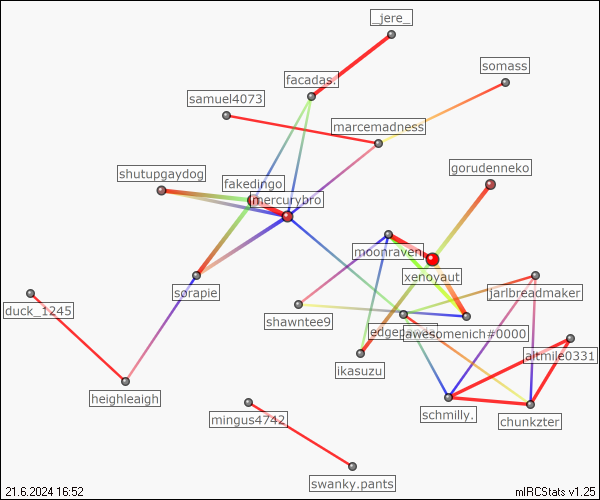 _jere_
somass
facadas.
samuel4073
marcemadness
gorudenneko
shutupgaydog
fakedingo
mercurybro
moonraven
xenoyaut
sorapie
jarlbreadmaker
duck_1245
shawntee9
awesomenich#0000
altmile0331
ikasuzu
heighleaigh
schmilly.
mingus4742
chunkzter
swanky.pants
21.6.2024 16:52
mIRCStats v1.25